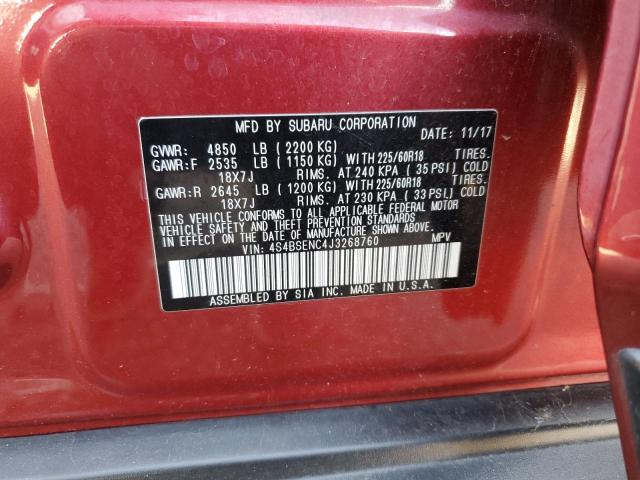 MFD BY SUBARU CORPORATION
DATE: 11/17
GVWR: 4850 LB (2200 KG)
GAWR:F 2535 LB (1150 KG) WITH 225/60R18 TIRES.
18X7J RIMS. AT 240 KPA (35 PSI) COLD
GAWR:R 2645 LB (1200 KG) WITH 225/60R18 TIRES.
18X7J RIMS. AT 230 KPA (33 PSI) COLD
THIS VEHICLE CONFORMS TO ALL APPLICABLE FEDERAL MOTOR
VEHICLE SAFETY AND THEFT PREVENTION STANDARDS
IN EFFECT ON THE DATE OF MANUFACTURE SHOWN ABOVE.
VIN: 4S4BSENC4J3268760 MPV
ASSEMBLED BY SIA INC. MADE IN U.S.A.